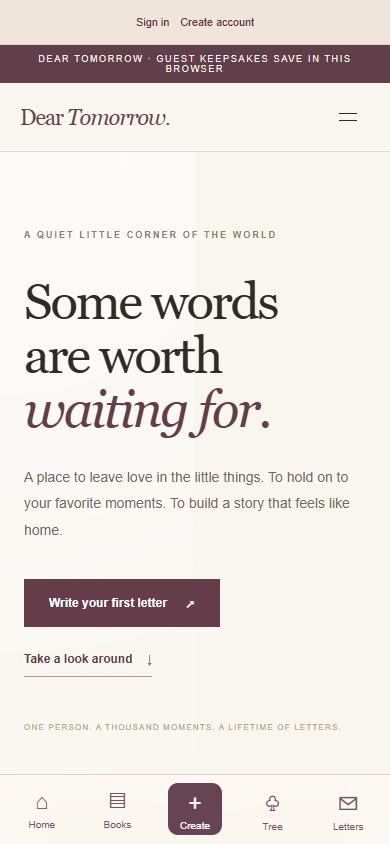 Sign in Create account
DEAR TOMORROW · GUEST KEEPSAKES SAVE IN THIS
BROWSER
Dear Tomorrow.
A QUIET LITTLE CORNER OF THE WORLD
Some words
are worth
waiting for.
A place to leave love in the little things. To hold on to
your favorite moments. To build a story that feels like
home.
Write your first letter ↗
Take a look around ↓
ONE PERSON. A THOUSAND MOMENTS. A LIFETIME OF LETTERS.
Home Books Create Tree Letters